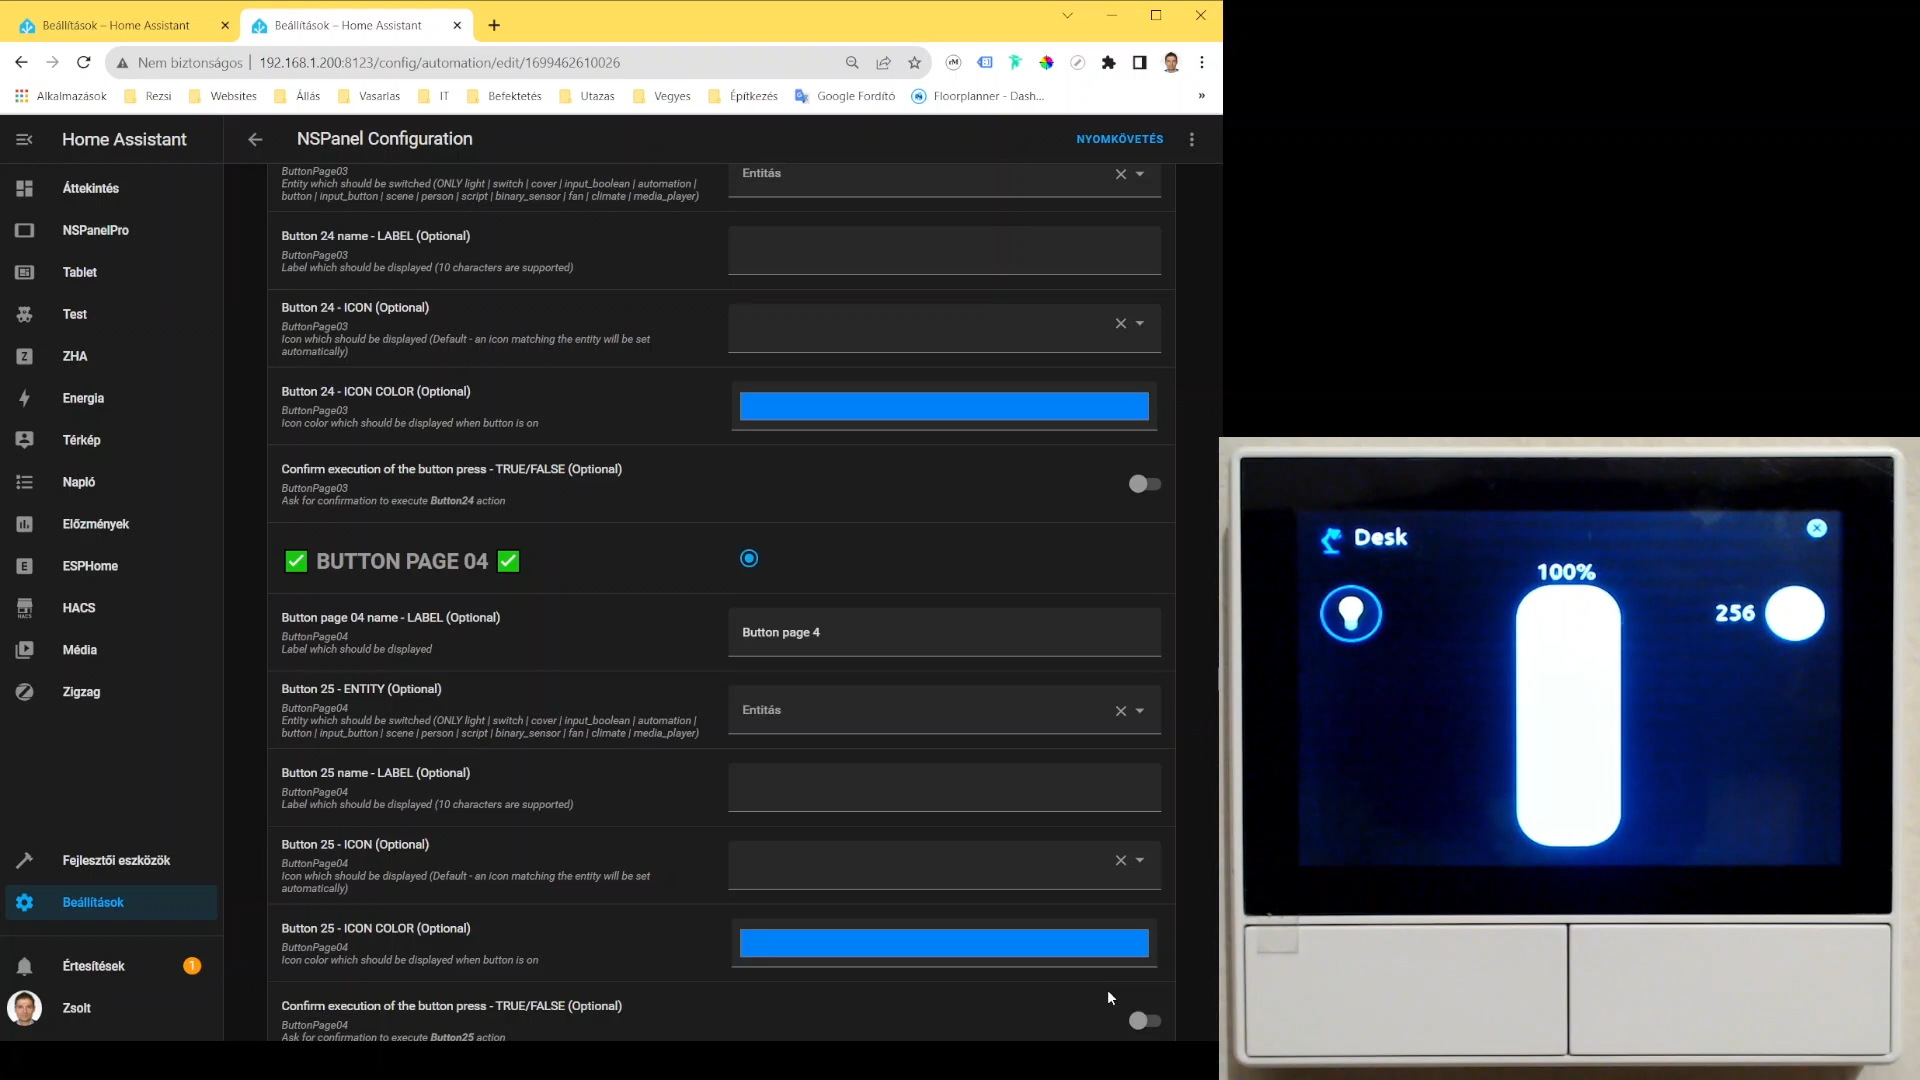 Beállítások – Home Assistant
Beállítások – Home Assistant
Nem biztonságos
192.168.1.200:8123/config/automation/edit/1699462610026
Alkalmazások
Rezsi
Websites
Állás
Vasarlas
IT
Befektetés
Utazas
Vegyes
Építkezés
Google Fordító
Floorplanner - Dash...
»
Home Assistant
NSPanel Configuration
NYOMKÖVETÉS
Áttekintés
NSPanelPro
Tablet
Test
ZHA
Energia
Térkép
Napló
Előzmények
ESPHome
HACS
Média
Zigzag
Fejlesztői eszközök
Beállítások
Értesítések
1
Zsolt
ButtonPage03
Entity which should be switched (ONLY light | switch | cover | input_boolean | automation |
button | input_button | scene | person | script | binary_sensor | fan | climate | media_player)
Entitás
Button 24 name - LABEL (Optional)
ButtonPage03
Label which should be displayed (10 characters are supported)
Button 24 - ICON (Optional)
ButtonPage03
Icon which should be displayed (Default - an icon matching the entity will be set
automatically)
Button 24 - ICON COLOR (Optional)
ButtonPage03
Icon color which should be displayed when button is on
Confirm execution of the button press - TRUE/FALSE (Optional)
ButtonPage03
Ask for confirmation to execute Button24 action
BUTTON PAGE 04
Button page 04 name - LABEL (Optional)
ButtonPage04
Label which should be displayed
Button page 4
Button 25 - ENTITY (Optional)
ButtonPage04
Entity which should be switched (ONLY light | switch | cover | input_boolean | automation |
button | input_button | scene | person | script | binary_sensor | fan | climate | media_player)
Entitás
Button 25 name - LABEL (Optional)
ButtonPage04
Label which should be displayed (10 characters are supported)
Button 25 - ICON (Optional)
ButtonPage04
Icon which should be displayed (Default - an icon matching the entity will be set
automatically)
Button 25 - ICON COLOR (Optional)
ButtonPage04
Icon color which should be displayed when button is on
Confirm execution of the button press - TRUE/FALSE (Optional)
ButtonPage04
Ask for confirmation to execute Button25 action
Desk
100%
256